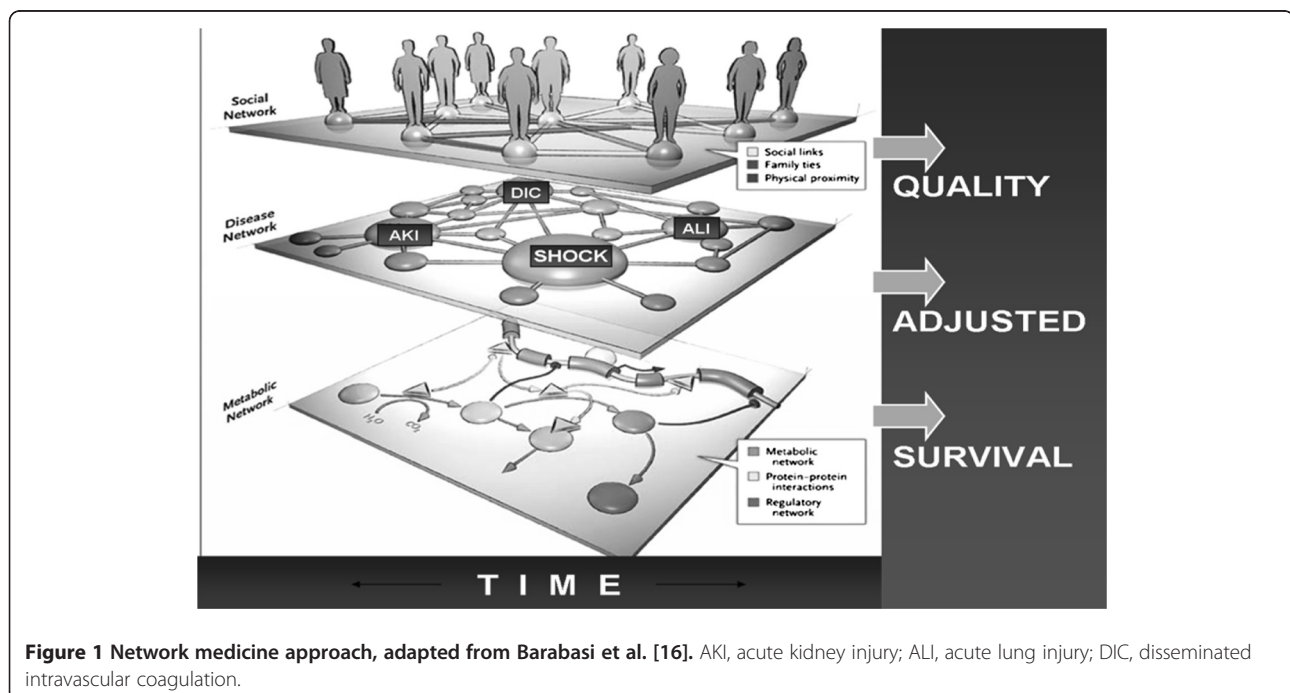 Social
Network
Social links
Family ties
Physical proximity
QUALITY
DIC
Disease
Network
AKI
ALI
SHOCK
ADJUSTED
Metabolic
Network
H₂O
CO₂
Metabolic
network
Protein–protein
interactions
Regulatory
network
SURVIVAL
TIME
Figure 1 Network medicine approach, adapted from Barabasi et al. [16]. AKI, acute kidney injury; ALI, acute lung injury; DIC, disseminated
intravascular coagulation.